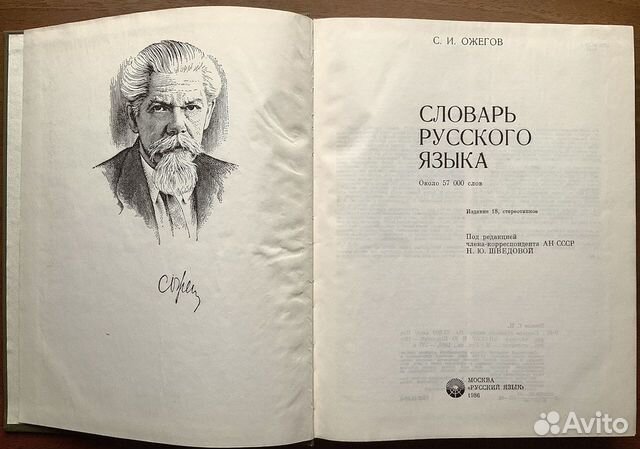 С. И. ОЖЕГОВ
СЛОВАРЬ
РУССКОГО
ЯЗЫКА
Около 57 000 слов
Издание 18, стереотипное
Под редакцией
члена-корреспондента АН СССР
Н. Ю. ШВЕДОВОЙ
МОСКВА
«РУССКИЙ ЯЗЫК»
1986
Avito